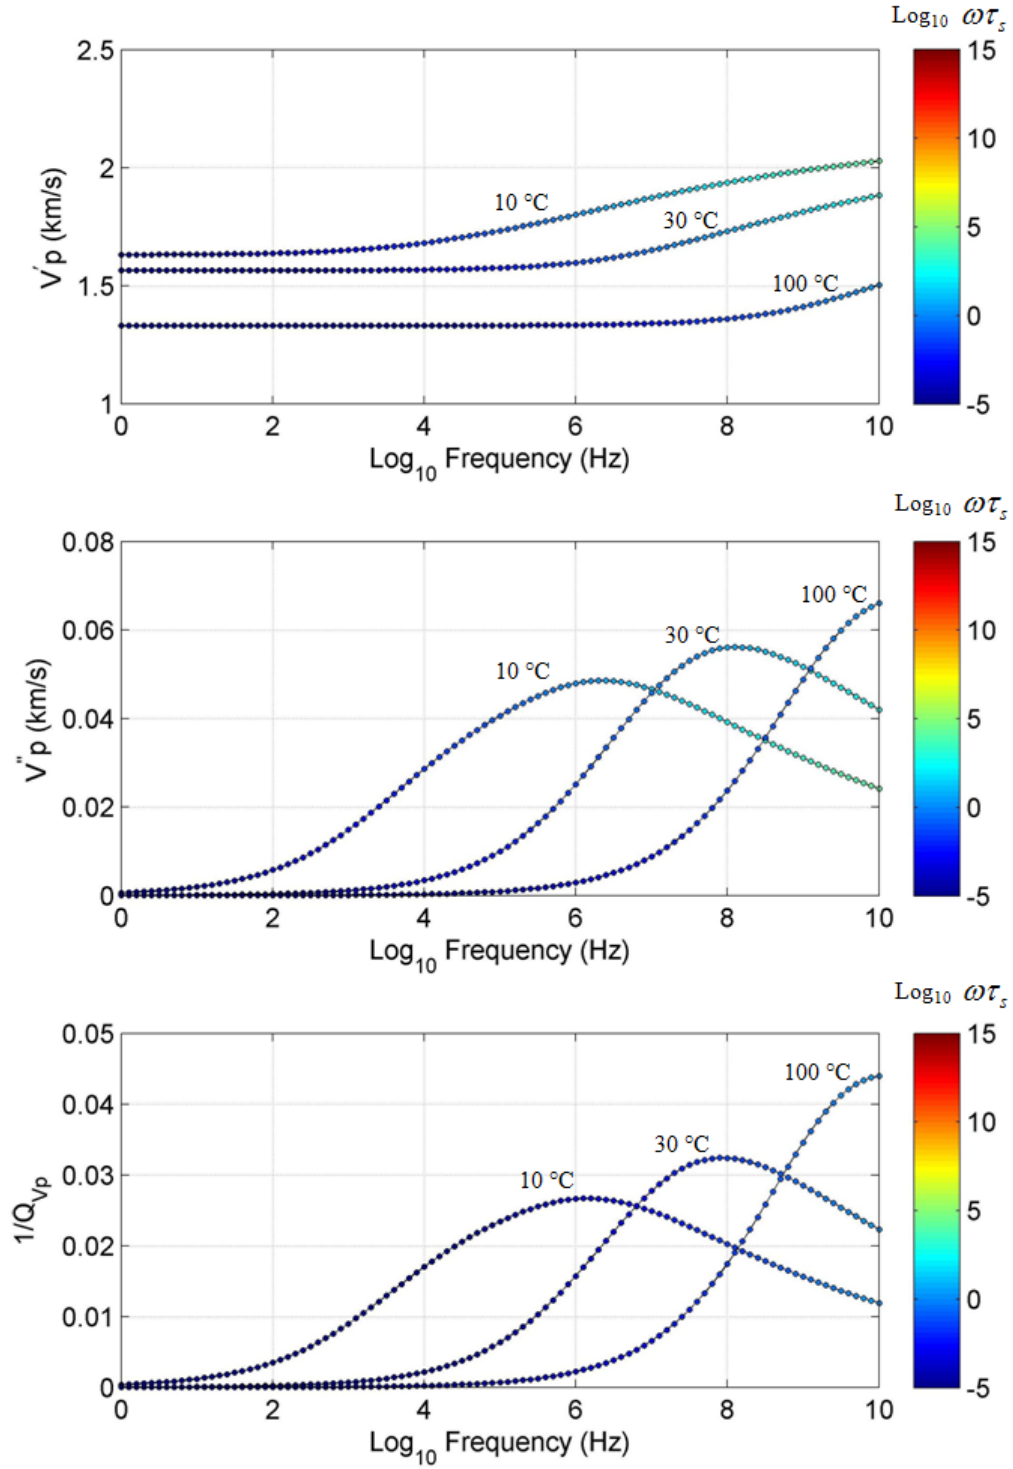 Log10 ωτs
2.5
2
1.5
1
V'p (km/s)
10 °C
30 °C
100 °C
0 2 4 6 8 10
Log10 Frequency (Hz)
15
10
5
0
-5
Log10 ωτs
0.08
0.06
0.04
0.02
0
V"p (km/s)
100 °C
30 °C
10 °C
0 2 4 6 8 10
Log10 Frequency (Hz)
15
10
5
0
-5
Log10 ωτs
0.05
0.04
0.03
0.02
0.01
0
1/QVp
100 °C
30 °C
10 °C
0 2 4 6 8 10
Log10 Frequency (Hz)
15
10
5
0
-5